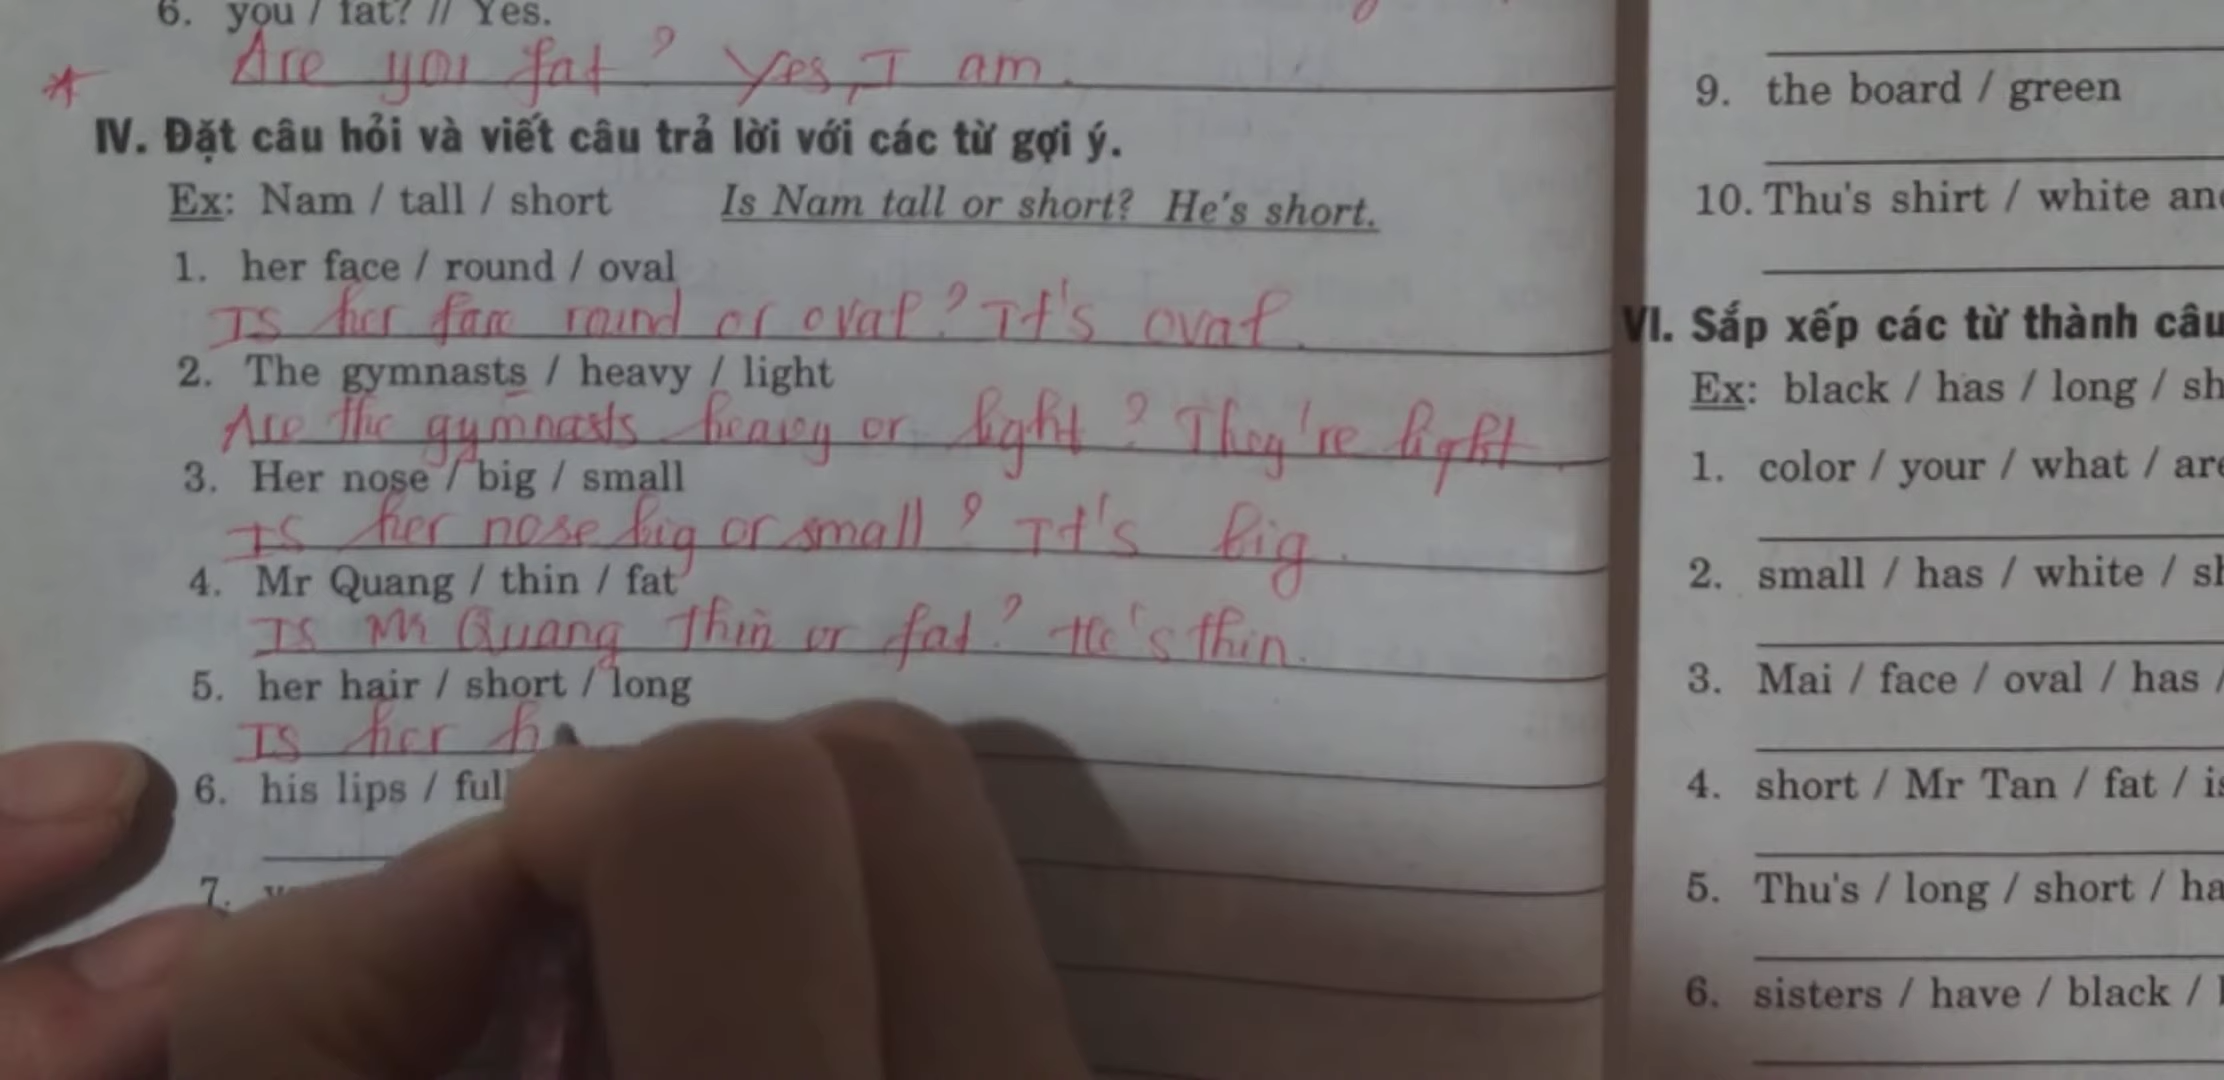 6. you / fat? // Yes.
Are you fat? Yes, I am.
IV. Đặt câu hỏi và viết câu trả lời với các từ gợi ý.
Ex: Nam / tall / short Is Nam tall or short? He's short.
1. her face / round / oval
Is her face round or oval? It's oval.
2. The gymnasts / heavy / light
Are the gymnasts heavy or light? They're light.
3. Her nose / big / small
Is her nose big or small? It's big.
4. Mr Quang / thin / fat
Is Mr Quang thin or fat? He's thin.
5. her hair / short / long
Is her h
6. his lips / ful
7.
9. the board / green
10. Thu's shirt / white an
VI. Sắp xếp các từ thành câu
Ex: black / has / long / sh
1. color / your / what / are
2. small / has / white / sh
3. Mai / face / oval / has /
4. short / Mr Tan / fat / is
5. Thu's / long / short / ha
6. sisters / have / black /